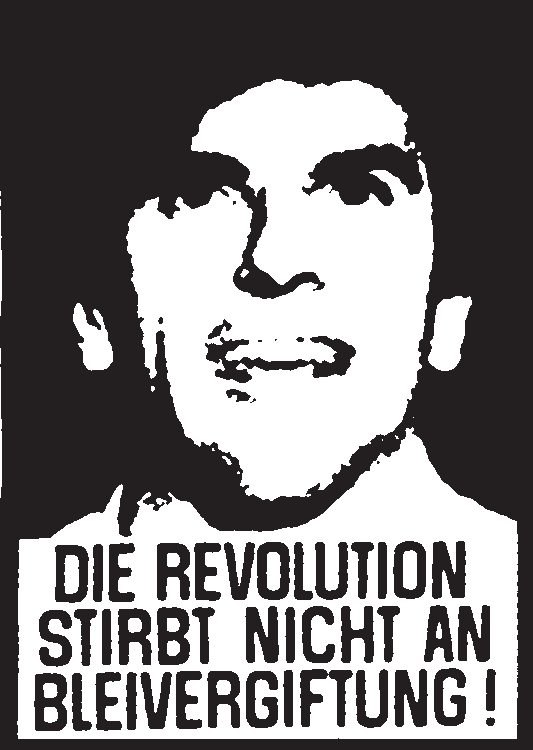 DIE REVOLUTION
STIRBT NICHT AN
BLEIVERGIFTUNG!